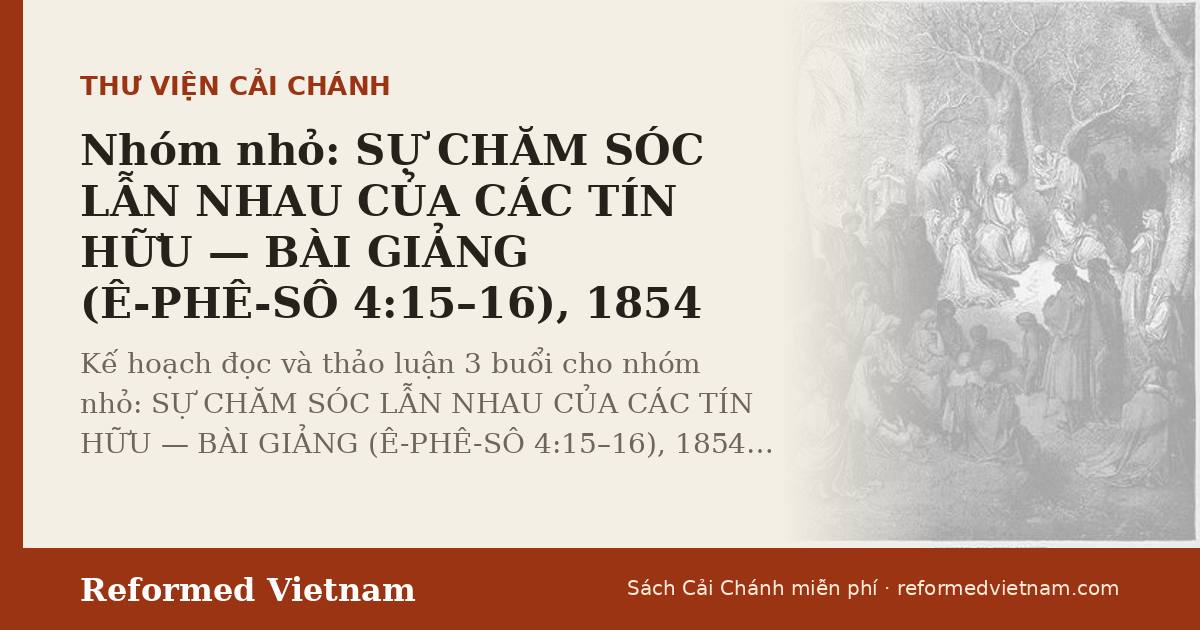 THƯ VIỆN CẢI CHÁNH
Nhóm nhỏ: SỰ CHĂM SÓC
LẪN NHAU CỦA CÁC TÍN
HỮU — BÀI GIẢNG
(Ê-PHÊ-SÔ 4:15–16), 1854
Kế hoạch đọc và thảo luận 3 buổi cho nhóm
nhỏ: SỰ CHĂM SÓC LẪN NHAU CỦA CÁC TÍN
HỮU — BÀI GIẢNG (Ê-PHÊ-SÔ 4:15–16), 1854…
Reformed Vietnam
Sách Cải Chánh miễn phí · reformedvietnam.com